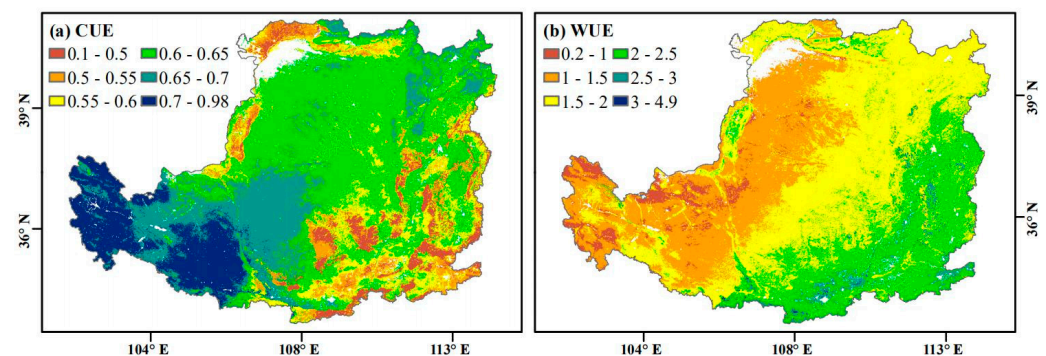 (a) CUE
0.1 - 0.5 0.6 - 0.65
0.5 - 0.55 0.65 - 0.7
0.55 - 0.6 0.7 - 0.98
39° N
36° N
104° E 108° E 113° E
(b) WUE
0.2 - 1 2 - 2.5
1 - 1.5 2.5 - 3
1.5 - 2 3 - 4.9
39° N
36° N
104° E 108° E 113° E